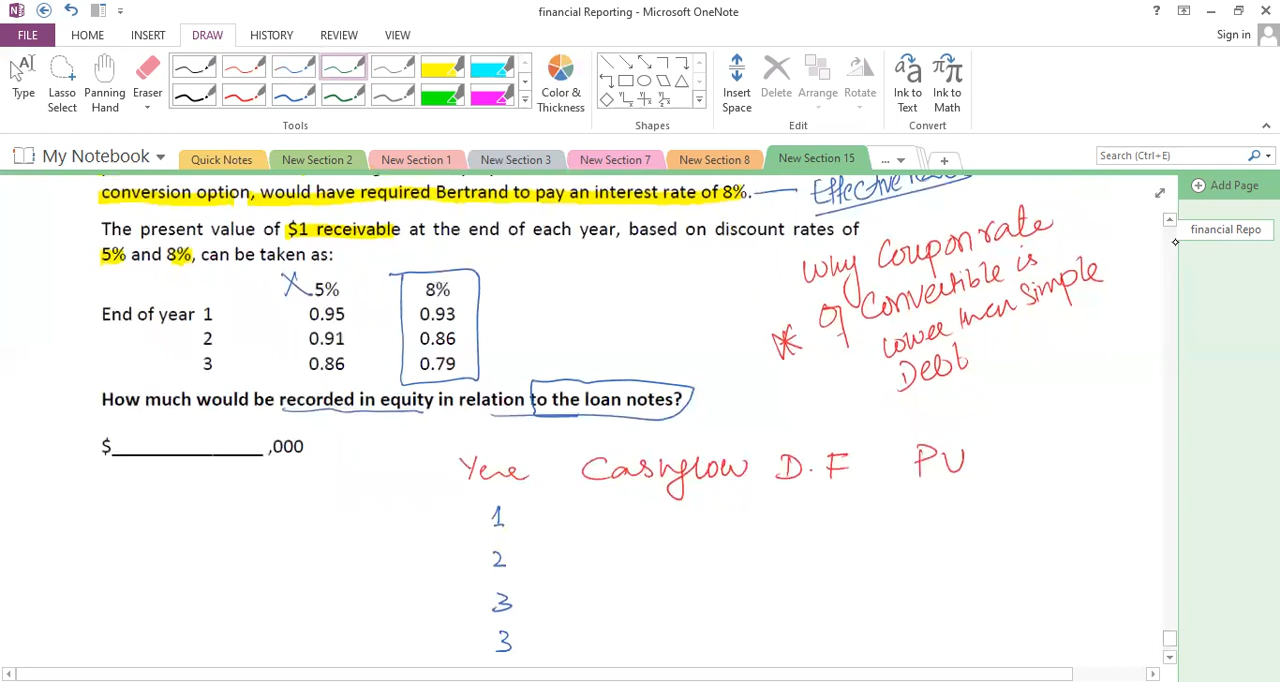 financial Reporting - Microsoft OneNote
?
Sign in
FILE HOME INSERT DRAW HISTORY REVIEW VIEW
Type
Lasso Select
Panning Hand
Eraser
Color & Thickness
Insert Space
Delete
Arrange
Rotate
Ink to Text
Ink to Math
Tools
Shapes
Edit
Convert
My Notebook
Quick Notes
New Section 2
New Section 1
New Section 3
New Section 7
New Section 8
New Section 15
...
Search (Ctrl+E)
Add Page
financial Repo
conversion option, would have required Bertrand to pay an interest rate of 8%.
Effective
The present value of $1 receivable at the end of each year, based on discount rates of
5% and 8%, can be taken as:
5% 8%
End of year 1 0.95 0.93
2 0.91 0.86
3 0.86 0.79
Why Coupon rate
Of Convertible is
lower than Simple
Debt
How much would be recorded in equity in relation to the loan notes?
$ ,000
Cashflow D.F PV
1
2
3
3